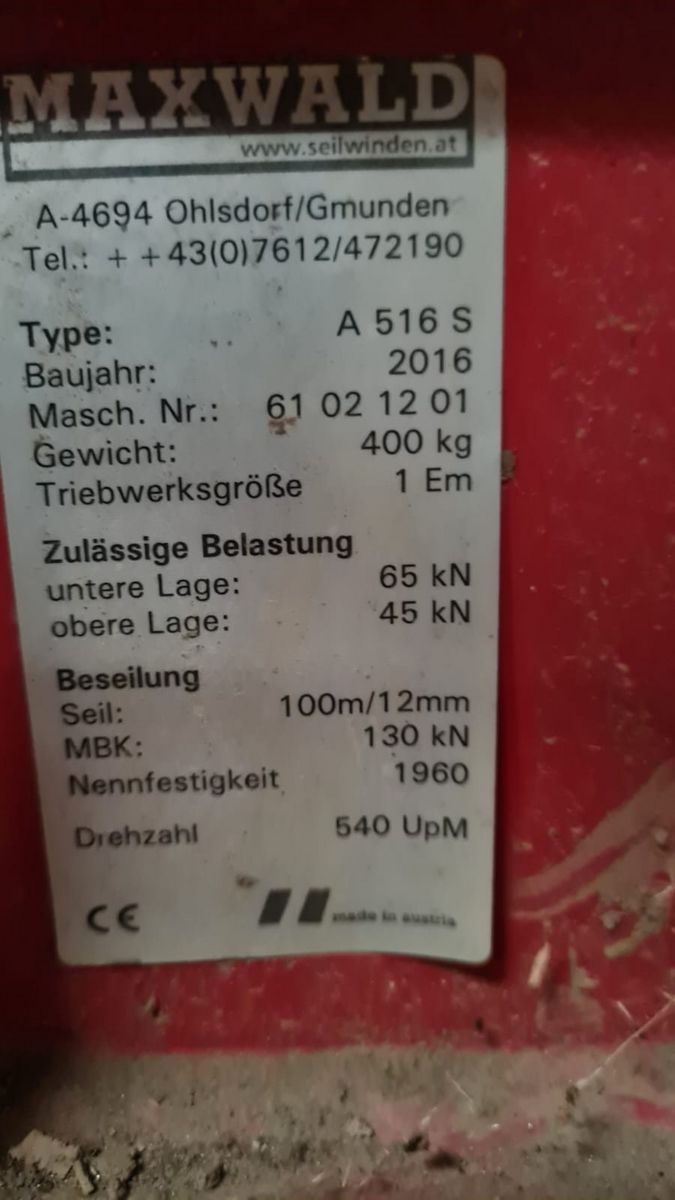 MAXWALD
www.seilwinden.at
A-4694 Ohlsdorf/Gmunden
Tel.: + +43(0)7612/472190
Type: A 516 S
Baujahr: 2016
Masch. Nr.: 61 02 12 01
Gewicht: 400 kg
Triebwerksgröße 1 Em
Zulässige Belastung
untere Lage: 65 kN
obere Lage: 45 kN
Beseilung
Seil: 100m/12mm
MBK: 130 kN
Nennfestigkeit 1960
Drehzahl 540 UpM
CE made in austria